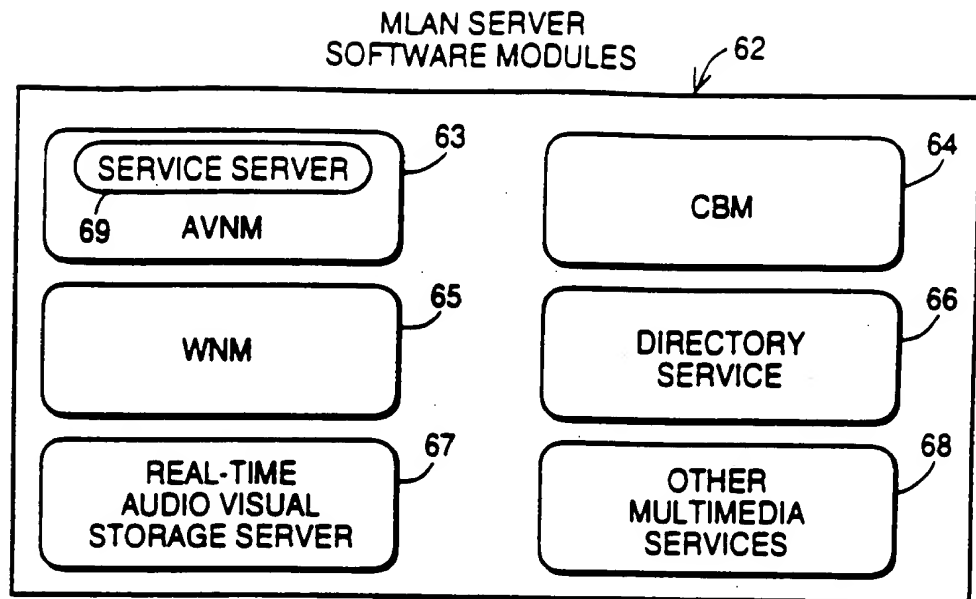 MLAN SERVER
SOFTWARE MODULES
62
SERVICE SERVER
69
AVNM
63
CBM
64
WNM
65
DIRECTORY
SERVICE
66
REAL-TIME
AUDIO VISUAL
STORAGE SERVER
67
OTHER
MULTIMEDIA
SERVICES
68